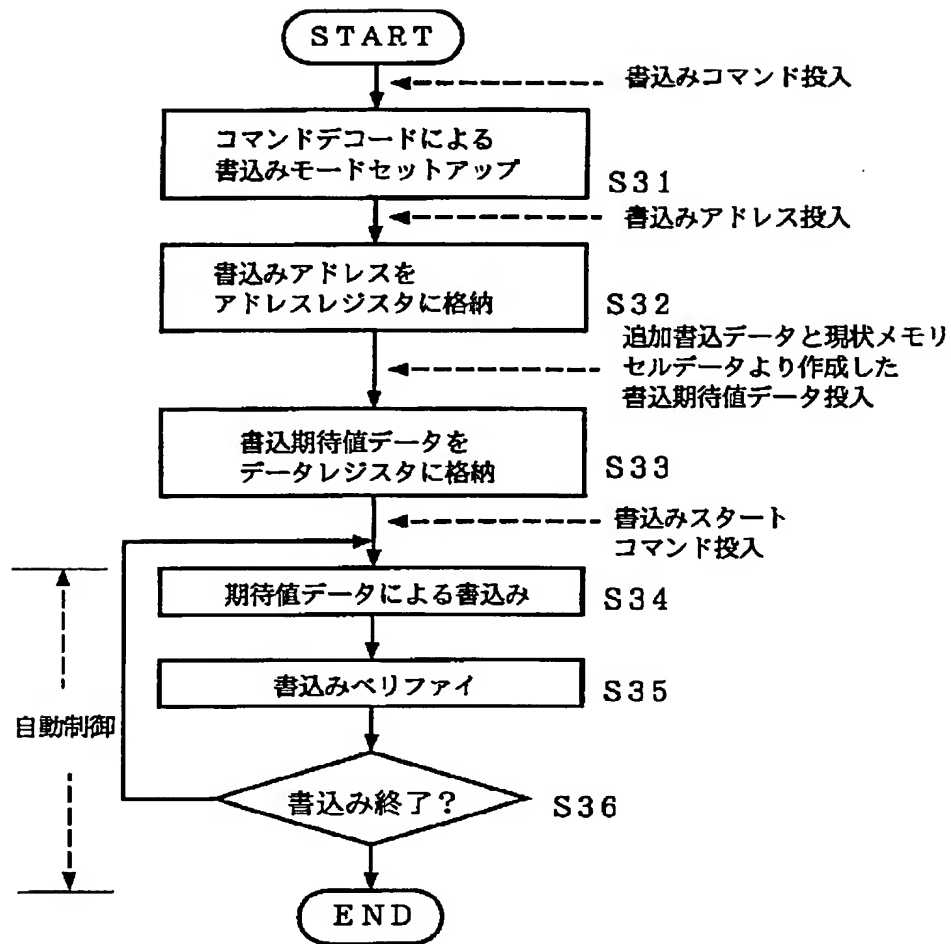 START
書込みコマンド投入
コマンドデコードによる
書込みモードセットアップ
S31
書込みアドレス投入
書込みアドレスを
アドレスレジスタに格納
S32
追加書込データと現状メモリ
セルデータより作成した
書込期待値データ投入
書込期待値データを
データレジスタに格納
S33
書込みスタート
コマンド投入
期待値データによる書込み
S34
書込みベリファイ
S35
自動制御
書込み終了?
S36
END